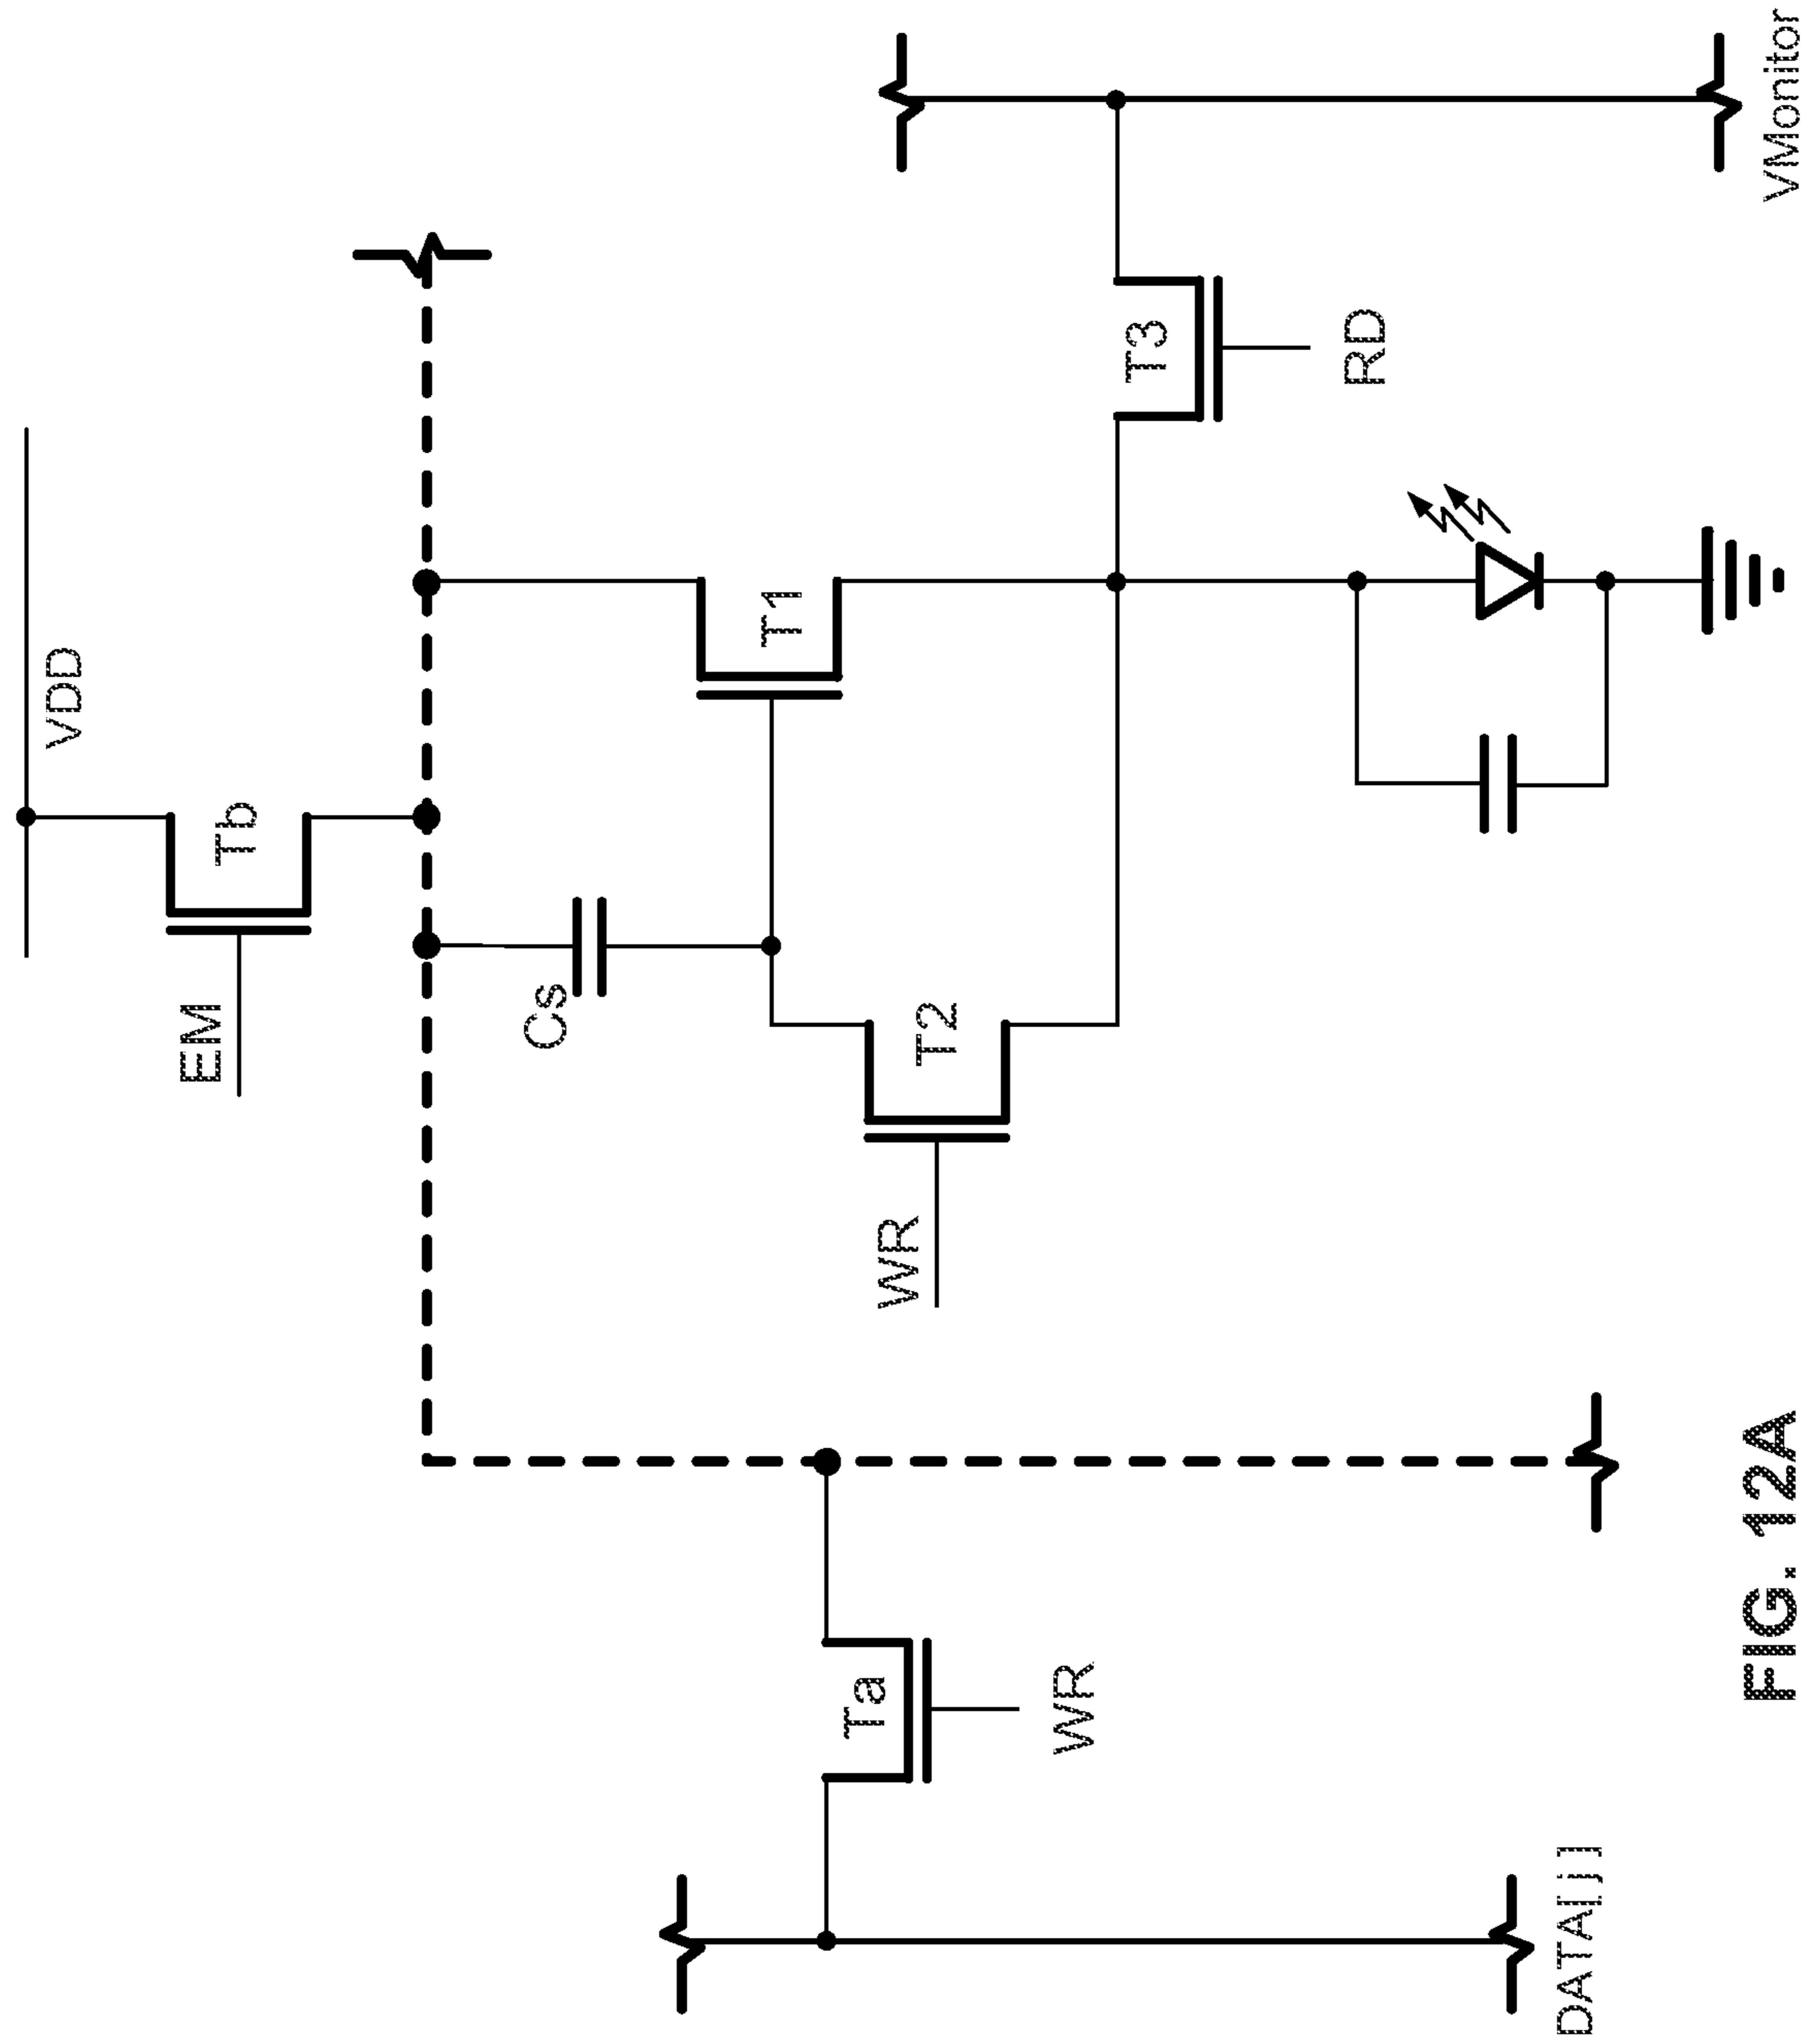 VDD
EM
Tb
Cs
T1
T2
WR
T3
RD
Ta
WR
DATA[j]
VMonitor
FIG. 12A